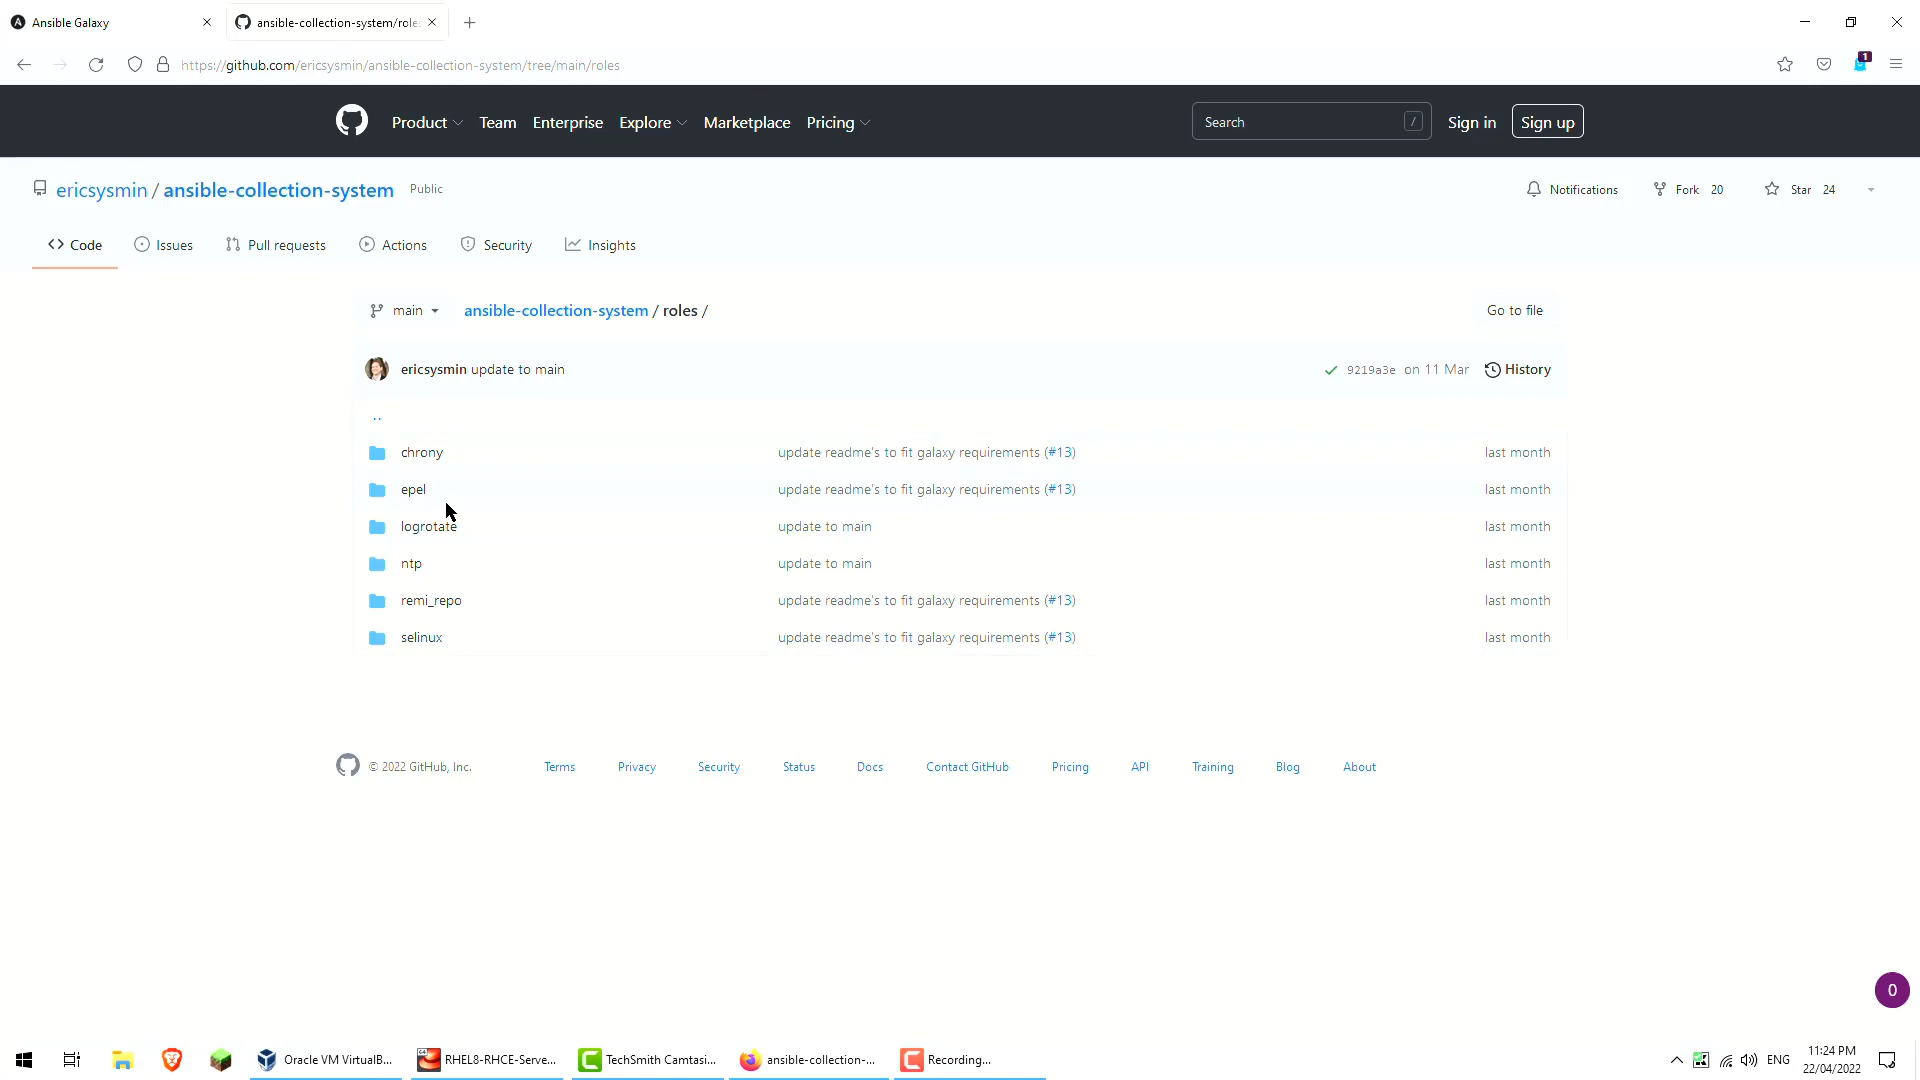 Ansible Galaxy
ansible-collection-system/role
https://github.com/ericsysmin/ansible-collection-system/tree/main/roles
1
Product Team Enterprise Explore Marketplace Pricing
Search /
Sign in Sign up
ericsysmin / ansible-collection-system Public
Notifications Fork 20 Star 24
Code Issues Pull requests Actions Security Insights
main ansible-collection-system / roles / Go to file
ericsysmin update to main 9219a3e on 11 Mar History
..
chrony update readme's to fit galaxy requirements (#13) last month
epel update readme's to fit galaxy requirements (#13) last month
logrotate update to main last month
ntp update to main last month
remi_repo update readme's to fit galaxy requirements (#13) last month
selinux update readme's to fit galaxy requirements (#13) last month
© 2022 GitHub, Inc. Terms Privacy Security Status Docs Contact GitHub Pricing API Training Blog About
0
Oracle VM VirtualB... RHEL8-RHCE-Serve... TechSmith Camtasi... ansible-collection-... Recording...
ENG
11:24 PM
22/04/2022